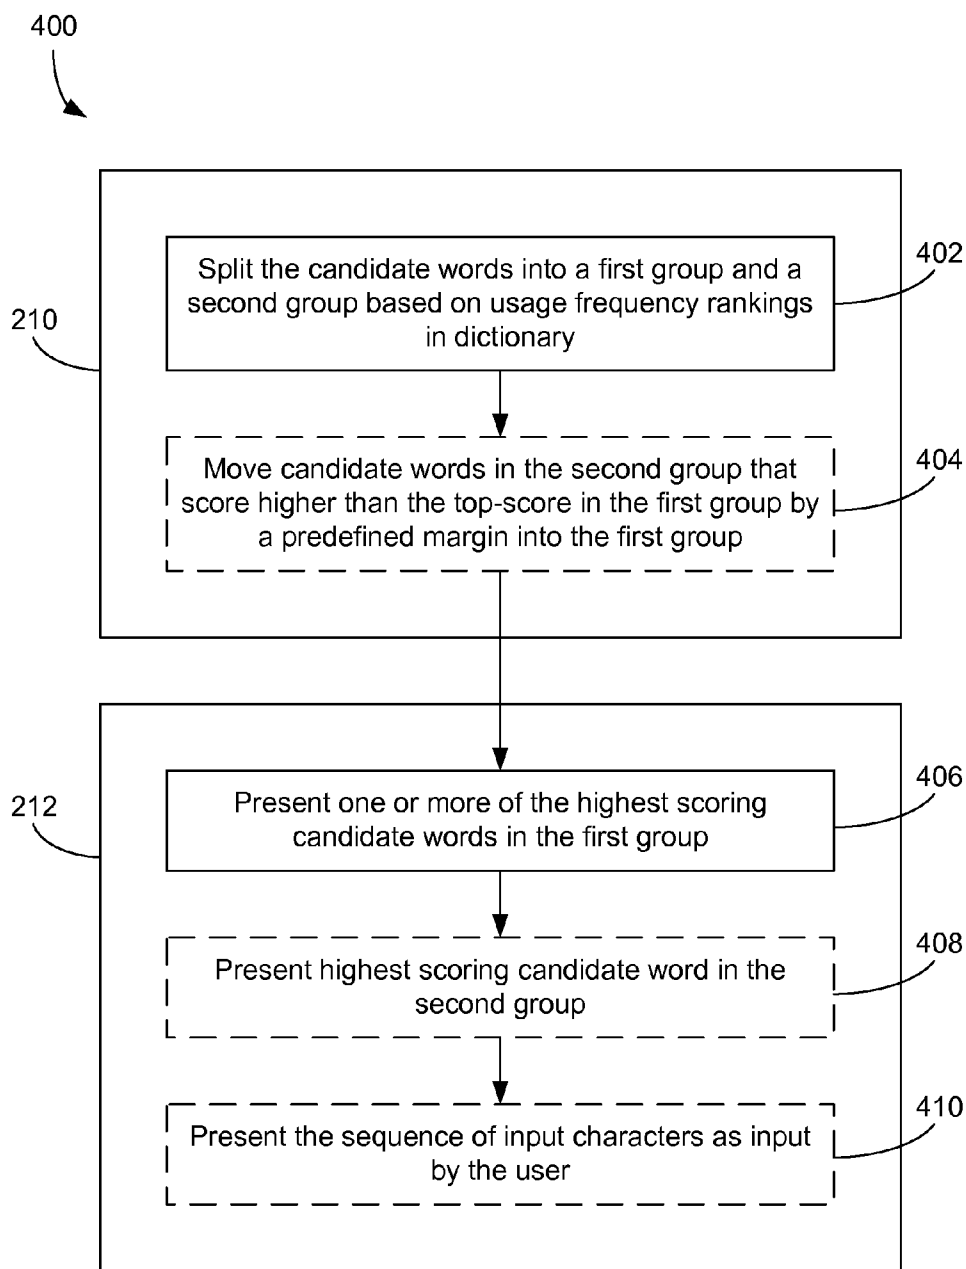 400
402
Split the candidate words into a first group and a
second group based on usage frequency rankings
in dictionary
210
404
Move candidate words in the second group that
score higher than the top-score in the first group by
a predefined margin into the first group
406
212
Present one or more of the highest scoring
candidate words in the first group
408
Present highest scoring candidate word in the
second group
410
Present the sequence of input characters as input
by the user